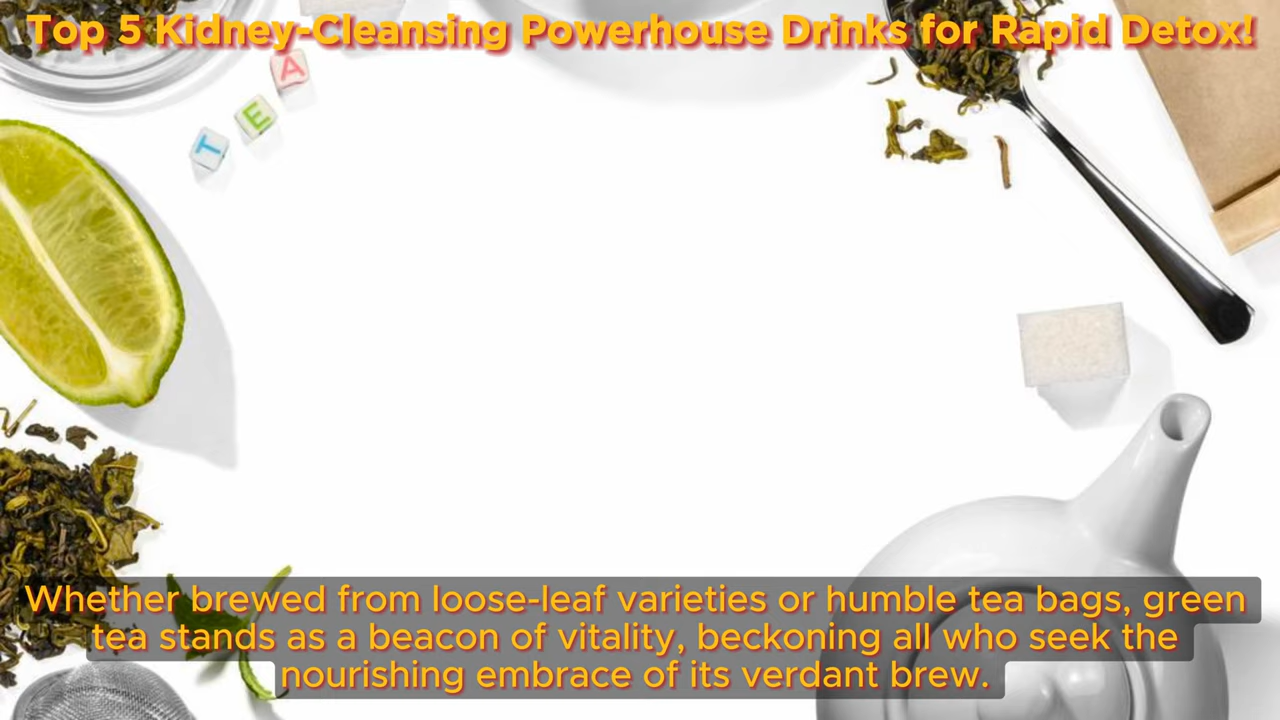 Top 5 Kidney-Cleansing Powerhouse Drinks for Rapid Detox!
TEA
Whether brewed from loose-leaf varieties or humble tea bags, green
tea stands as a beacon of vitality, beckoning all who seek the
nourishing embrace of its verdant brew.